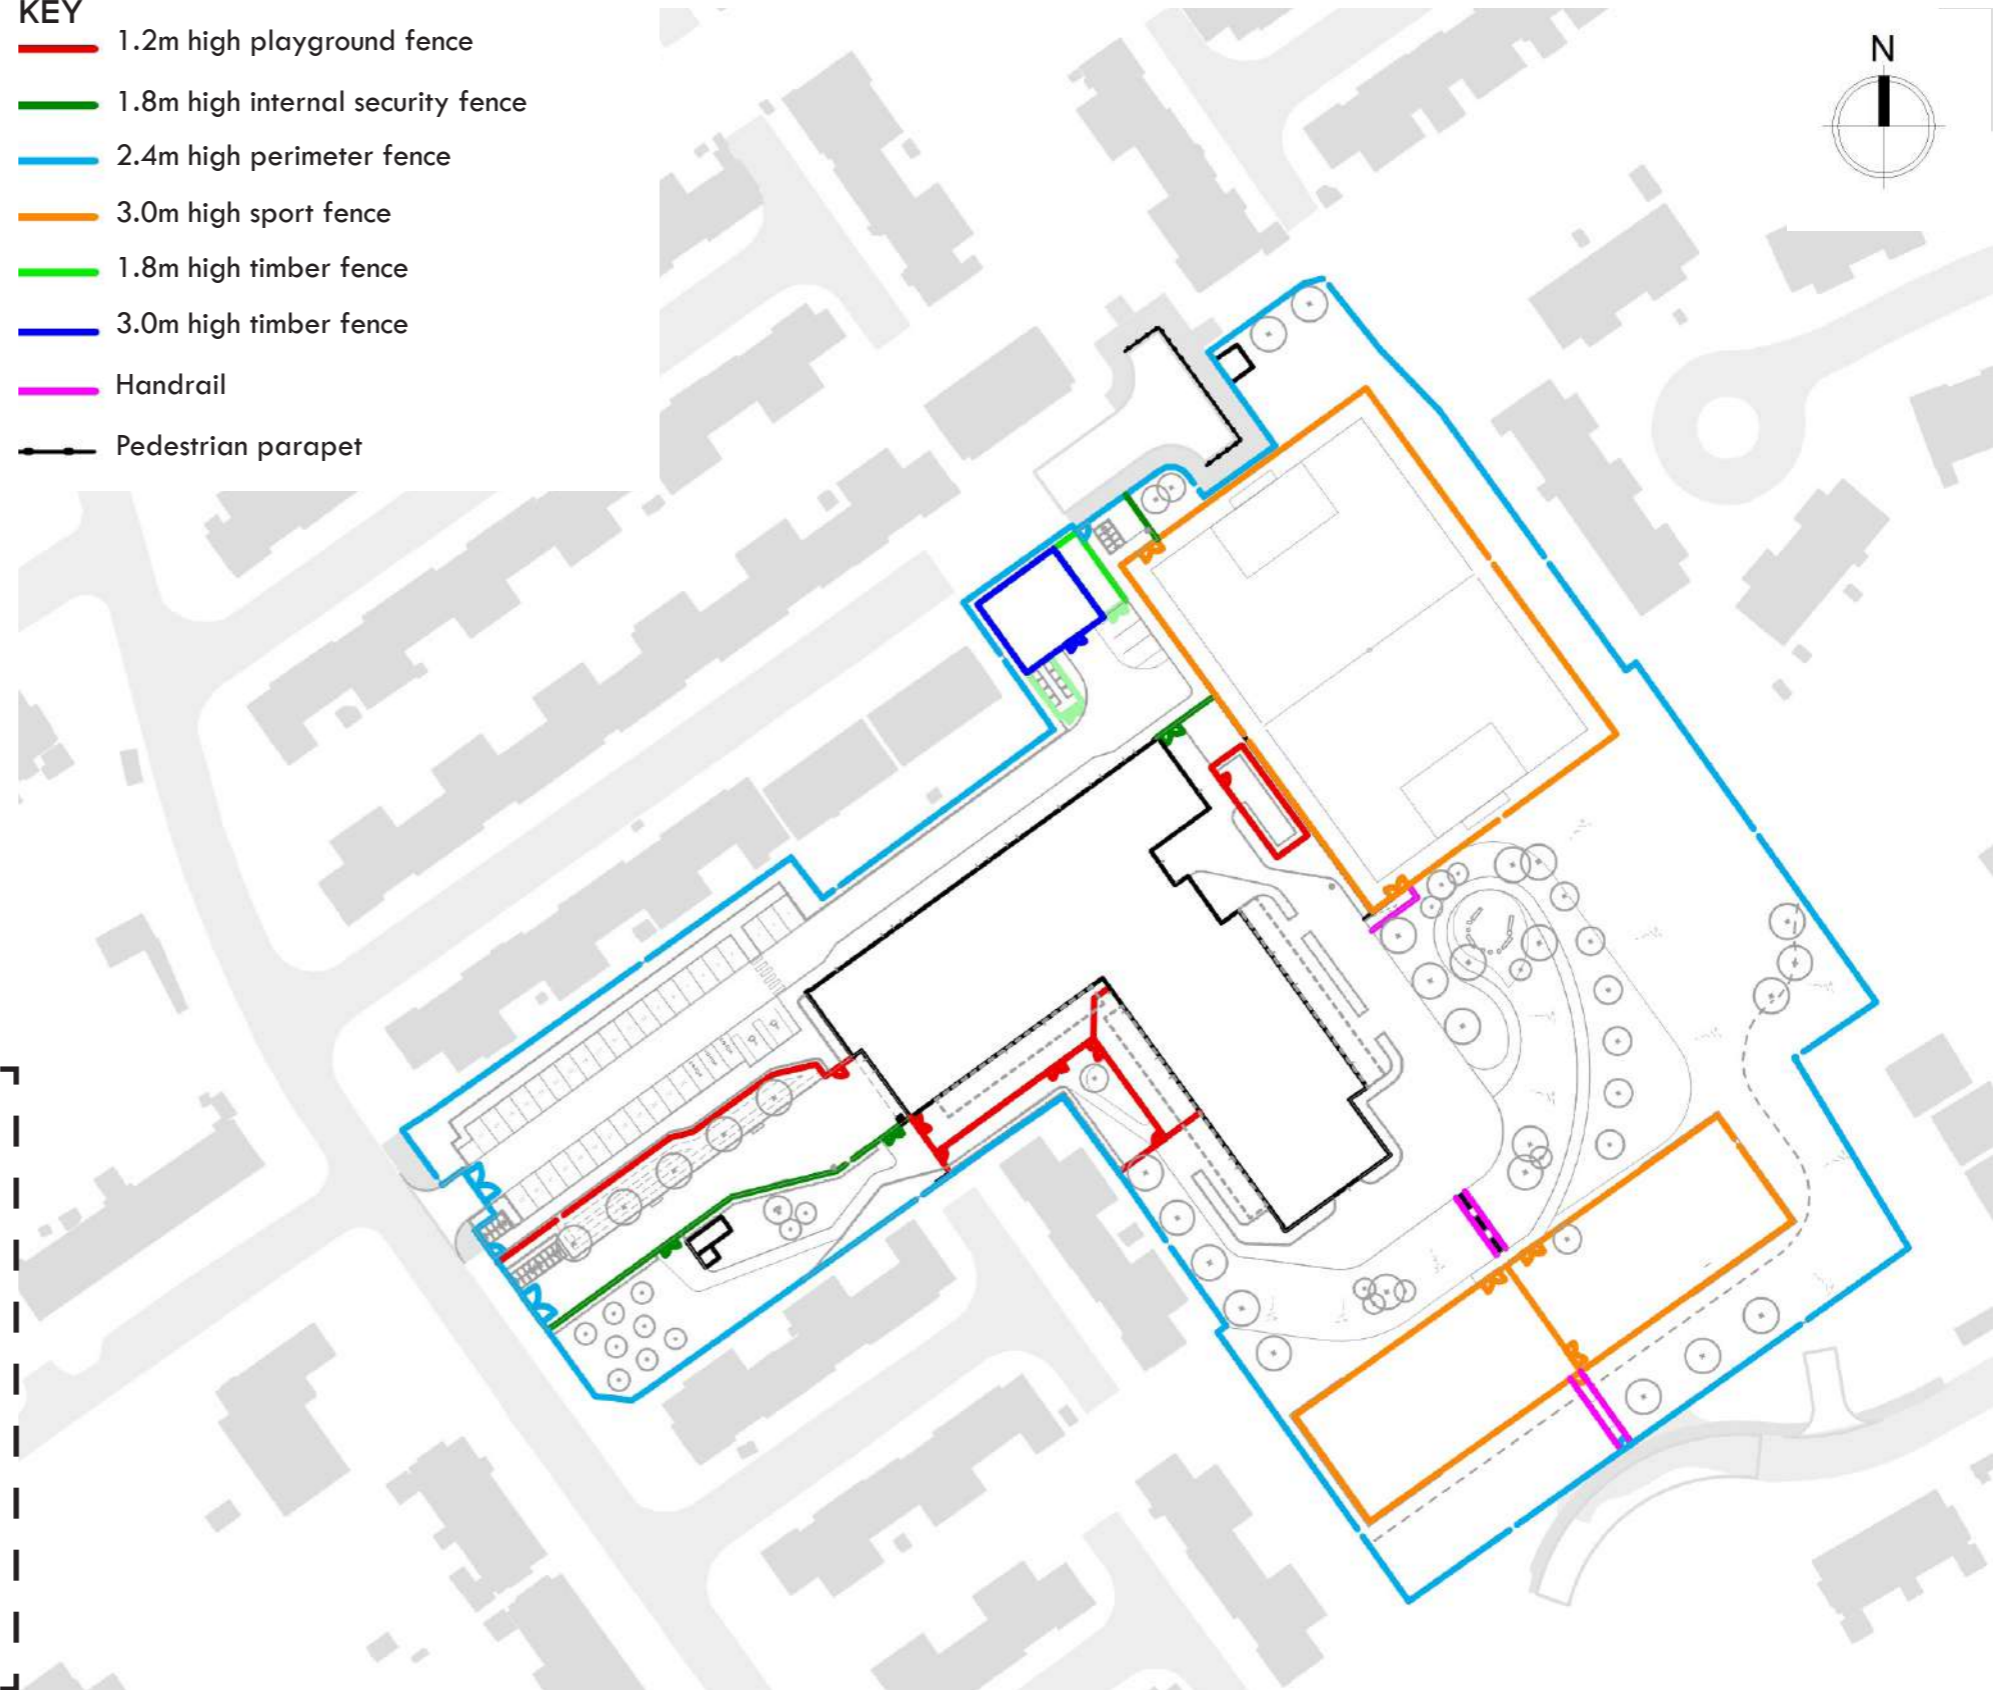 KEY
1.2m high playground fence
1.8m high internal security fence
2.4m high perimeter fence
3.0m high sport fence
1.8m high timber fence
3.0m high timber fence
Handrail
Pedestrian parapet
N